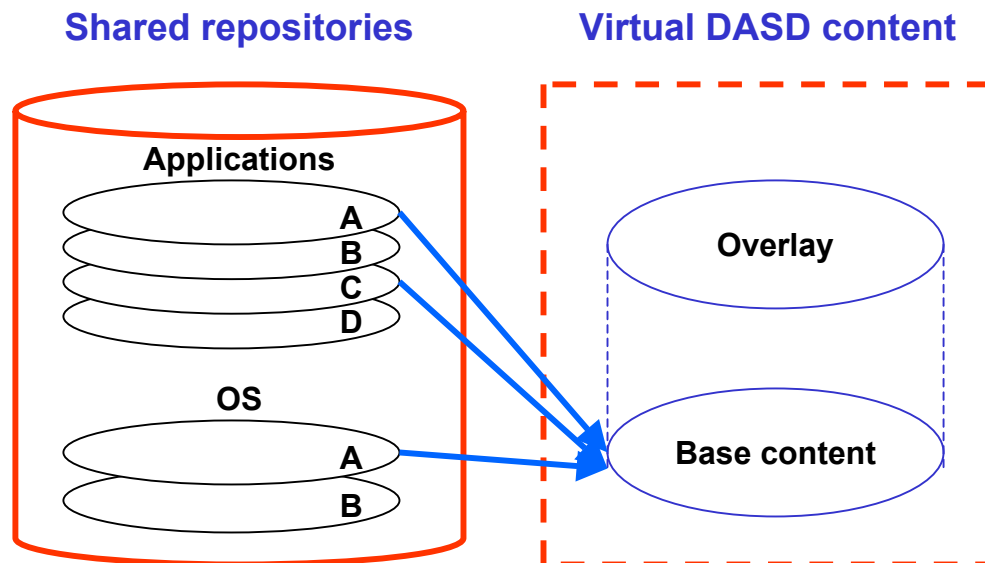 Shared repositories
Virtual DASD content
Applications
A
B
C
D
OS
A
B
Overlay
Base content